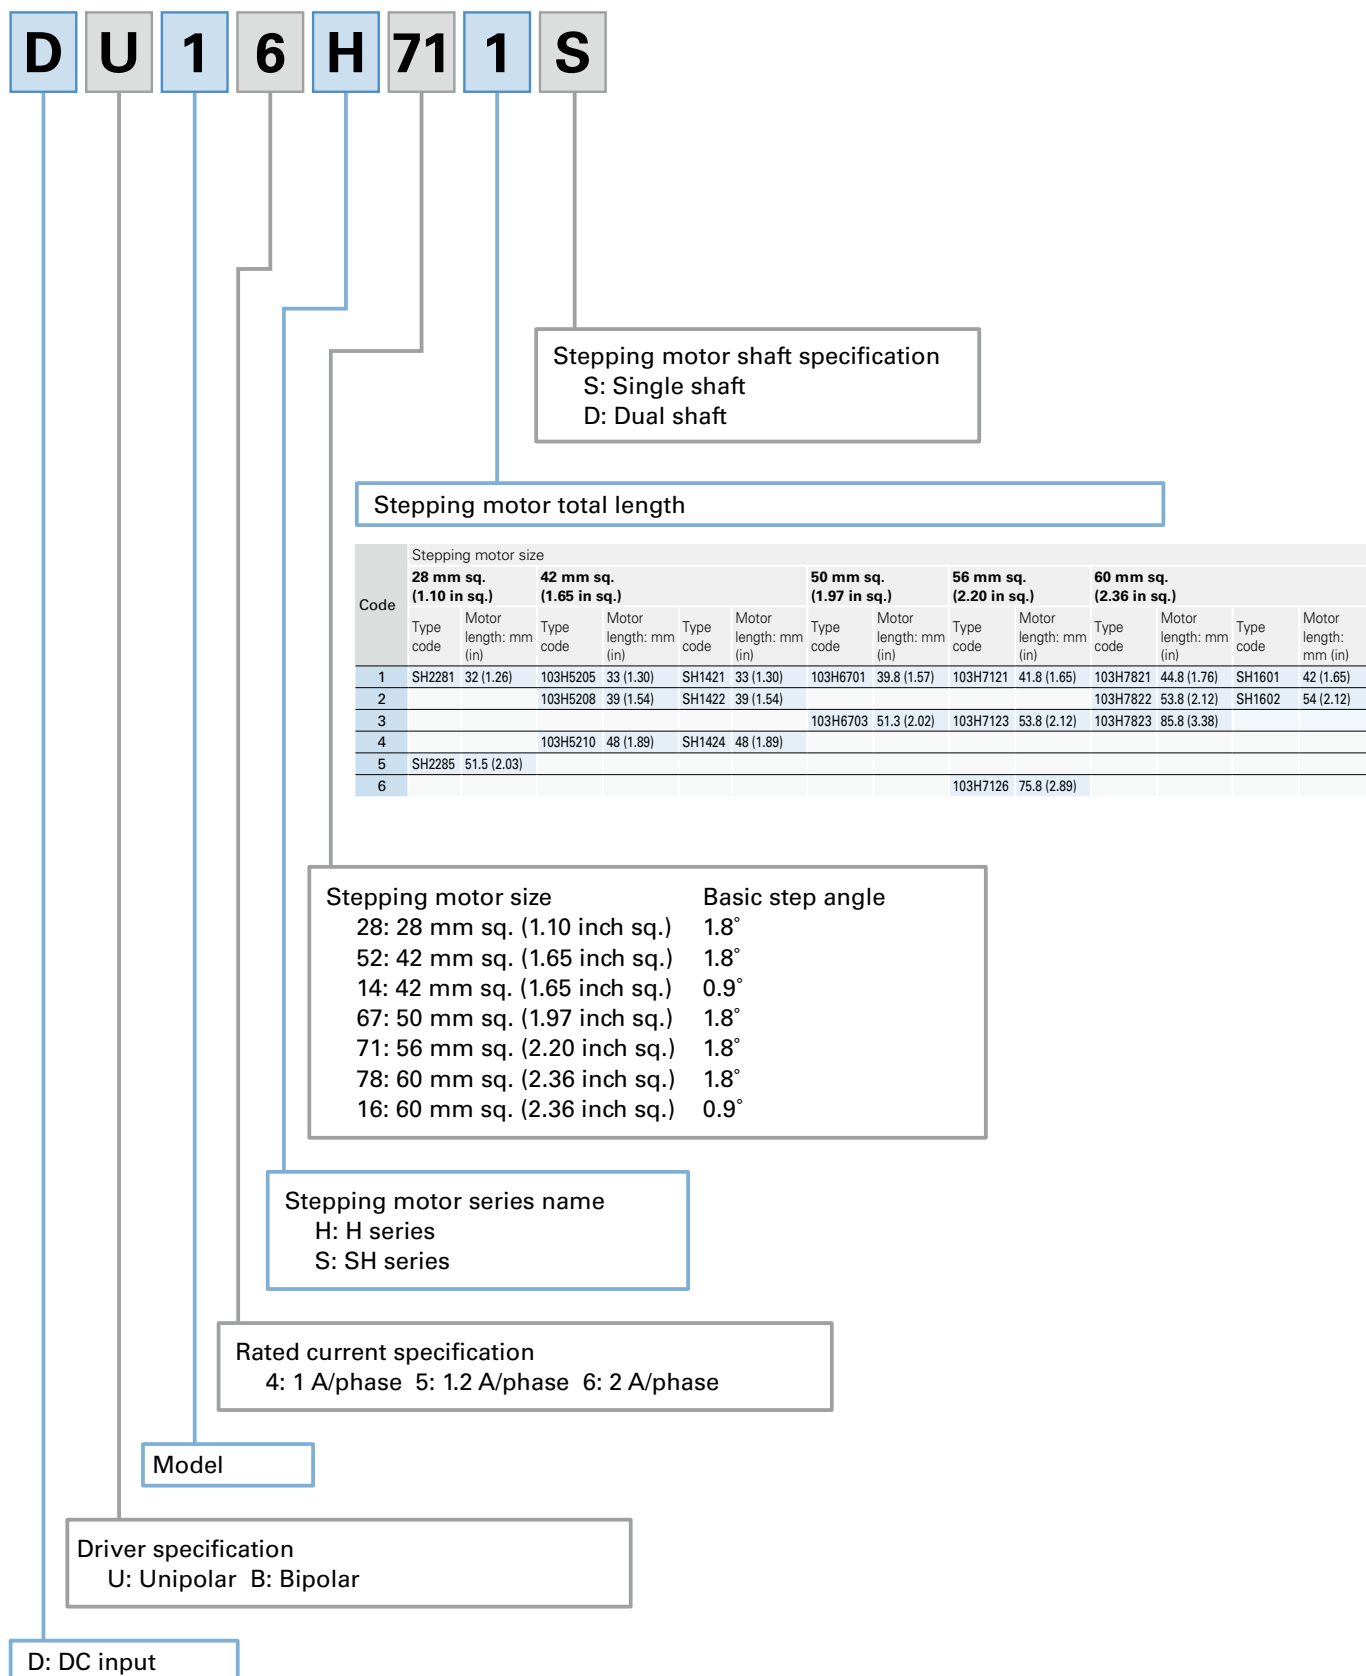 D U 1 6 H 71 1 S
Stepping motor shaft specification
S: Single shaft
D: Dual shaft
Stepping motor total length
Code
Stepping motor size
28 mm sq. (1.10 in sq.) 42 mm sq. (1.65 in sq.) 50 mm sq. (1.97 in sq.) 56 mm sq. (2.20 in sq.) 60 mm sq. (2.36 in sq.)
Type code Motor length: mm (in) Type code Motor length: mm (in) Type code Motor length: mm (in) Type code Motor length: mm (in) Type code Motor length: mm (in) Type code Motor length: mm (in) Type code Motor length: mm (in)
1 SH2281 32 (1.26) 103H5205 33 (1.30) SH1421 33 (1.30) 103H6701 39.8 (1.57) 103H7121 41.8 (1.65) 103H7821 44.8 (1.76) SH1601 42 (1.65)
2 103H5208 39 (1.54) SH1422 39 (1.54) 103H7822 53.8 (2.12) SH1602 54 (2.12)
3 103H6703 51.3 (2.02) 103H7123 53.8 (2.12) 103H7823 85.8 (3.38)
4 103H5210 48 (1.89) SH1424 48 (1.89)
5 SH2285 51.5 (2.03)
6 103H7126 75.8 (2.89)
Stepping motor size Basic step angle
28: 28 mm sq. (1.10 inch sq.) 1.8˚
52: 42 mm sq. (1.65 inch sq.) 1.8˚
14: 42 mm sq. (1.65 inch sq.) 0.9˚
67: 50 mm sq. (1.97 inch sq.) 1.8˚
71: 56 mm sq. (2.20 inch sq.) 1.8˚
78: 60 mm sq. (2.36 inch sq.) 1.8˚
16: 60 mm sq. (2.36 inch sq.) 0.9˚
Stepping motor series name
H: H series
S: SH series
Rated current specification
4: 1 A/phase 5: 1.2 A/phase 6: 2 A/phase
Model
Driver specification
U: Unipolar B: Bipolar
D: DC input